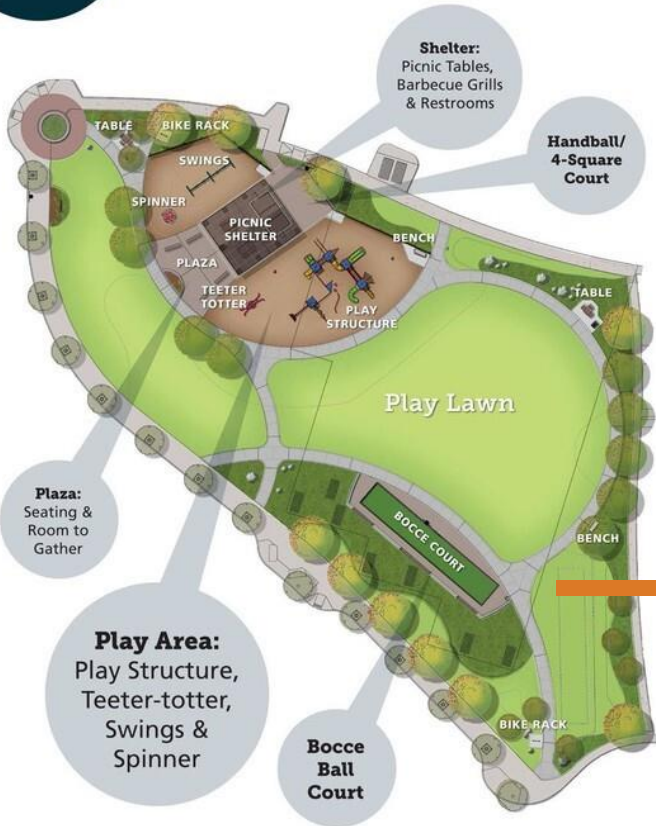 Shelter:
Picnic Tables,
Barbecue Grills
& Restrooms
Handball/
4-Square
Court
TABLE
BIKE RACK
SWINGS
SPINNER
PICNIC
SHELTER
PLAZA
BENCH
TEETER
TOTTER
PLAY
STRUCTURE
TABLE
Play Lawn
Plaza:
Seating &
Room to
Gather
BOCCE COURT
BENCH
Play Area:
Play Structure,
Teeter-totter,
Swings &
Spinner
Bocce
Ball
Court
BIKE RACK